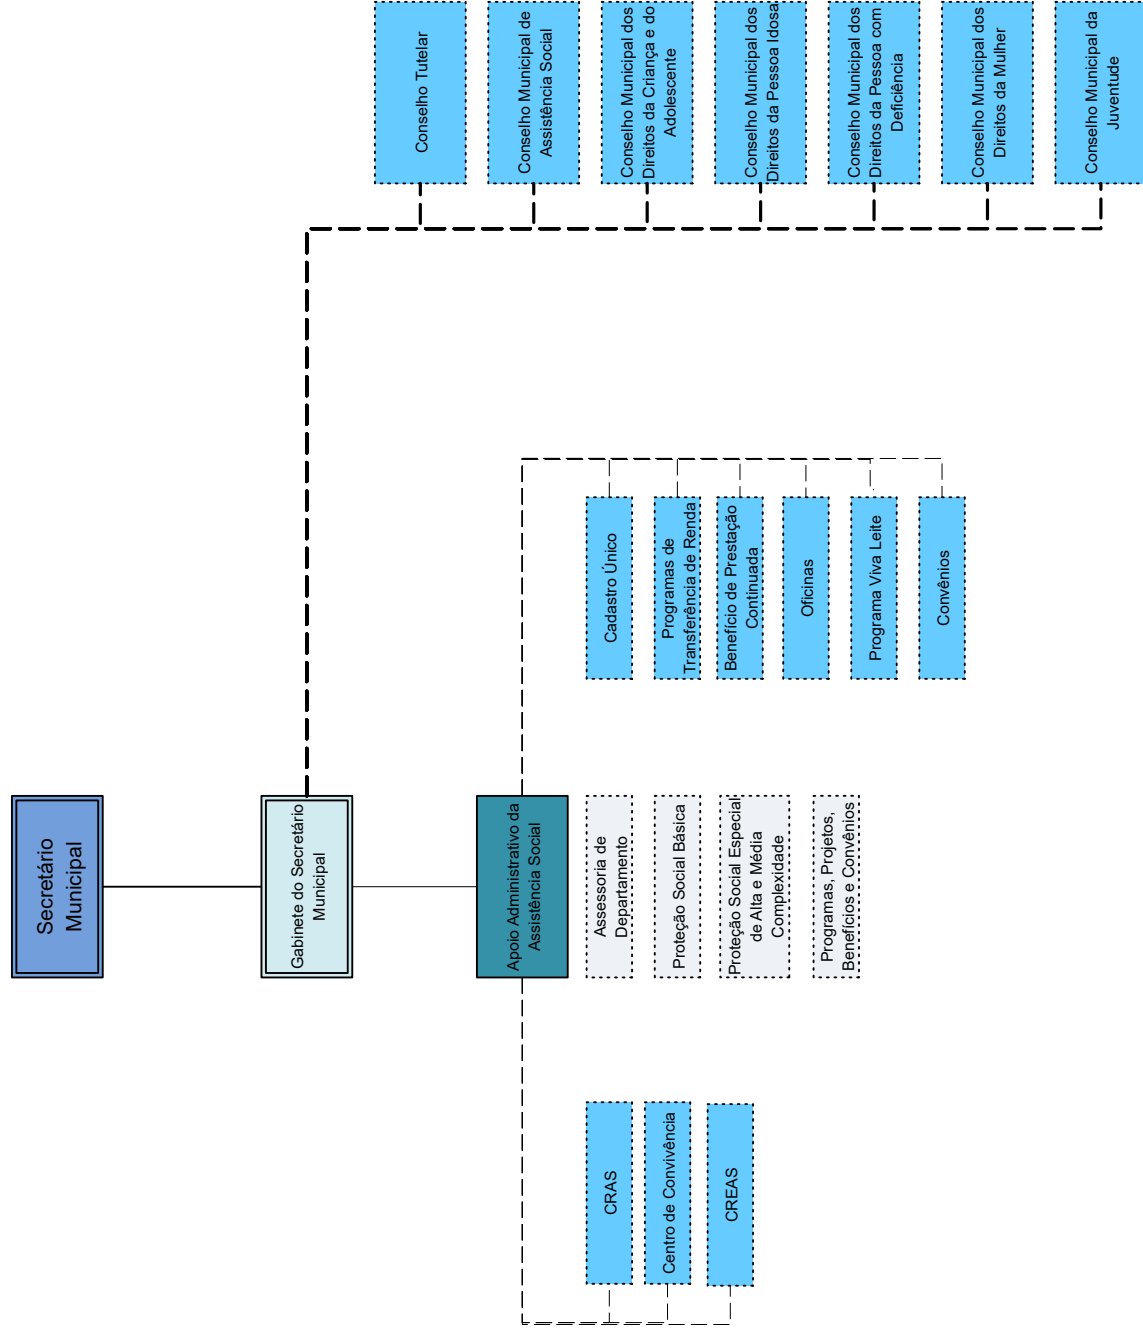 Secretário
Municipal
Gabinete do Secretário
Municipal
Apoio Administrativo da
Assistência Social
Assessoria de
Departamento
Proteção Social Básica
Proteção Social Especial
de Alta e Média
Complexidade
Programas, Projetos,
Benefícios e Convênios
CRAS
Centro de Convivência
CREAS
Cadastro Único
Programas de
Transferência de Renda
Benefício de Prestação
Continuada
Oficinas
Programa Viva Leite
Convênios
Conselho Tutelar
Conselho Municipal de
Assistência Social
Conselho Municipal dos
Direitos da Criança e do
Adolescente
Conselho Municipal dos
Direitos da Pessoa Idosa
Conselho Municipal dos
Direitos da Pessoa com
Deficiência
Conselho Municipal dos
Direitos da Mulher
Conselho Municipal da
Juventude